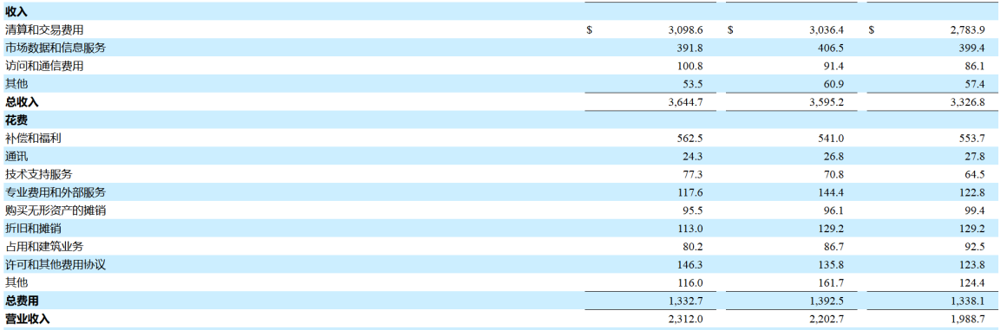 收入
清算和交易费用 $ 3,098.6 $ 3,036.4 $ 2,783.9
市场数据和信息服务 391.8 406.5 399.4
访问和通信费用 100.8 91.4 86.1
其他 53.5 60.9 57.4
总收入 3,644.7 3,595.2 3,326.8
花费
补偿和福利 562.5 541.0 553.7
通讯 24.3 26.8 27.8
技术支持服务 77.3 70.8 64.5
专业费用和外部服务 117.6 144.4 122.8
购买无形资产的摊销 95.5 96.1 99.4
折旧和摊销 113.0 129.2 129.2
占用和建筑业务 80.2 86.7 92.5
许可和其他费用协议 146.3 135.8 123.8
其他 116.0 161.7 124.4
总费用 1,332.7 1,392.5 1,338.1
营业收入 2,312.0 2,202.7 1,988.7